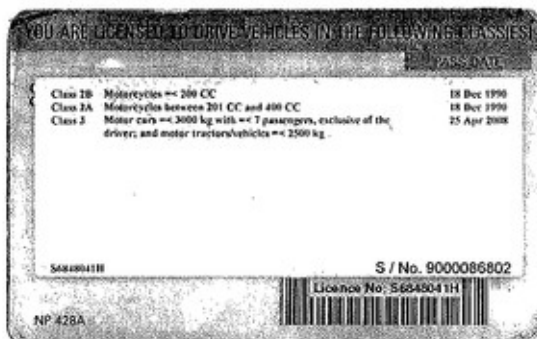 YOU ARE LICENSED TO DRIVE VEHICLES IN THE FOLLOWING CLASS(ES)
PASS DATE
Class 2B Motorcycles =< 200 CC 18 Dec 1990
Class 2A Motorcycles between 201 CC and 400 CC 18 Dec 1990
Class 3 Motor cars =< 3000 kg with =< 7 passengers, exclusive of the 25 Apr 2008
driver; and motor tractors/vehicles =< 2500 kg
S6848041H
S / No. 9000086802
Licence No: S6848041H
NP 428A